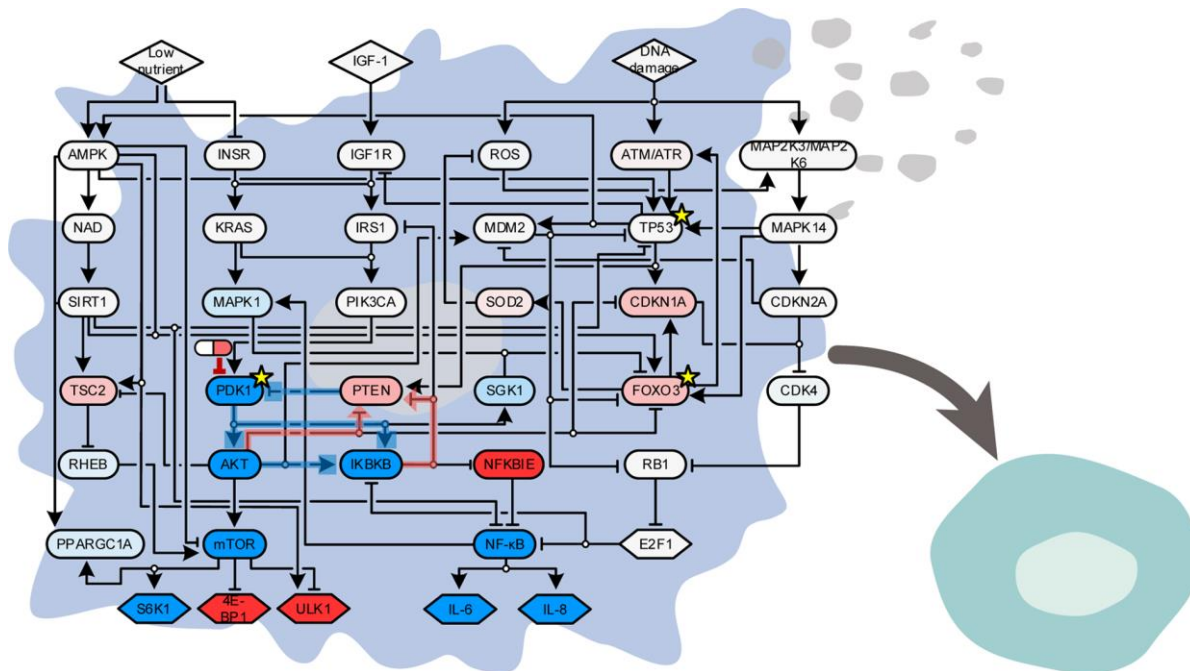 Low
nutrient
IGF-1
DNA
damage
AMPK
INSR
IGF1R
ROS
ATM/ATR
MAP2K3/MAP2
K6
NAD
KRAS
IRS1
MDM2
TP53
MAPK14
SIRT1
MAPK1
PIK3CA
SOD2
CDKN1A
CDKN2A
TSC2
PDK1
PTEN
SGK1
FOXO3
CDK4
RHEB
AKT
IKBKB
NFKBIE
RB1
PPARGC1A
mTOR
NF-κB
E2F1
S6K1
4E-
BP1
ULK1
IL-6
IL-8